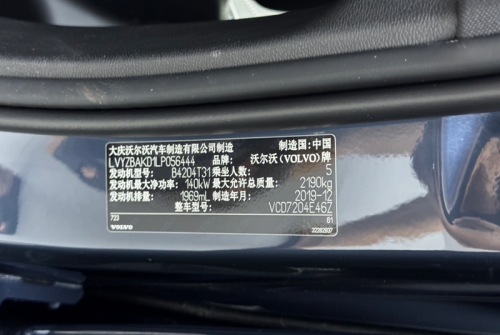 大庆沃尔沃汽车制造有限公司制造 制造国:中国
LVYZBAKD1LP056444 品牌: 沃尔沃(VOLVO)牌
发动机型号: B4204T31 乘坐人数: 5
发动机最大净功率: 140kW 最大允许总质量: 2190kg
发动机排量: 1969mL 制造年月: 2019-12
整车型号: VCD7204E46Z
723 81
VOLVO 32262607